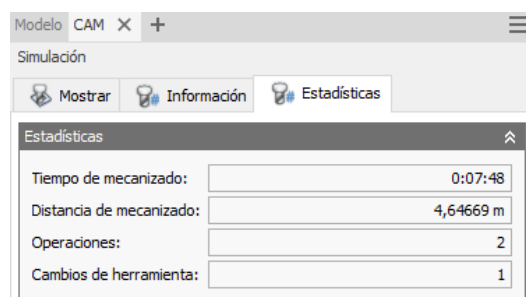 Modelo CAM
Simulación
Mostrar Información Estadísticas
Estadísticas
Tiempo de mecanizado: 0:07:48
Distancia de mecanizado: 4,64669 m
Operaciones: 2
Cambios de herramienta: 1